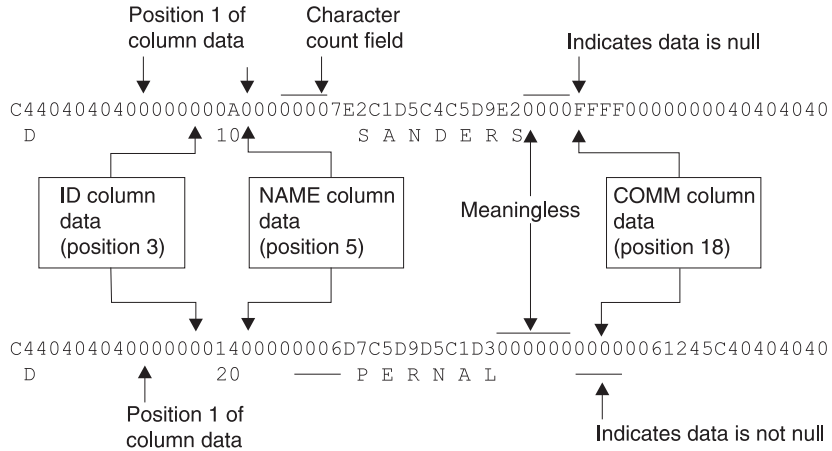 Position 1 of
column data
Character
count field
Indicates data is null
C4404040400000000A00000007E2C1D5C4C5D9E20000FFFF0000000040404040
D 10 S A N D E R S
ID column
data
(position 3)
NAME column
data
(position 5)
Meaningless
COMM column
data
(position 18)
C4404040400000001400000006D7C5D9D5C1D300000000000061245C40404040
D 20 P E R N A L
Position 1 of
column data
Indicates data is not null